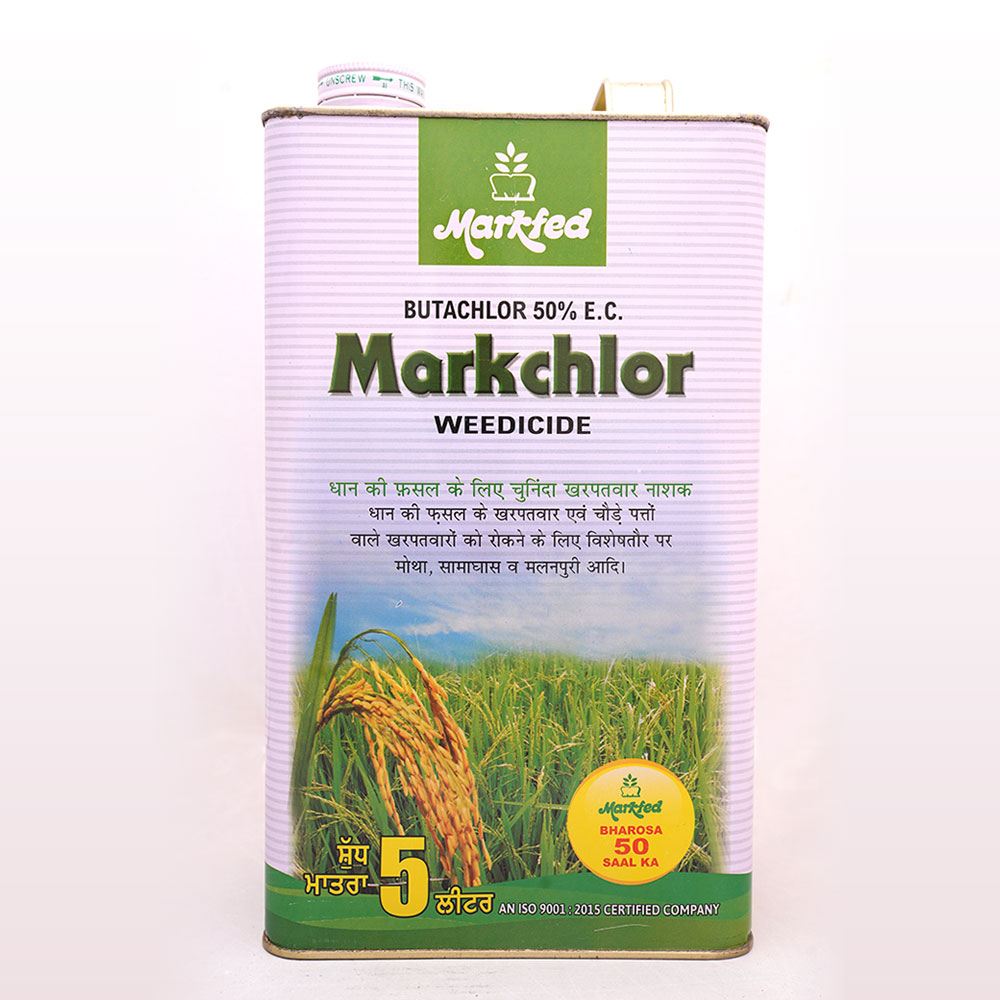 UNSCREW THIS
Markfed
BUTACHLOR 50% E.C.
Markchlor
WEEDICIDE
धान की फ़सल के लिए चुनिंदा खरपतवार नाशक
धान की फ़सल के खरपतवार एवं चौड़े पत्तों
वाले खरपतवारों को रोकने के लिए विशेषतौर पर
मोथा, सामाघास व मलनपुरी आदि।
Markfed
BHAROSA
50
SAAL KA
ਸ਼ੁੱਧ
ਮਾਤਰਾ 5 ਲੀਟਰ
AN ISO 9001 : 2015 CERTIFIED COMPANY